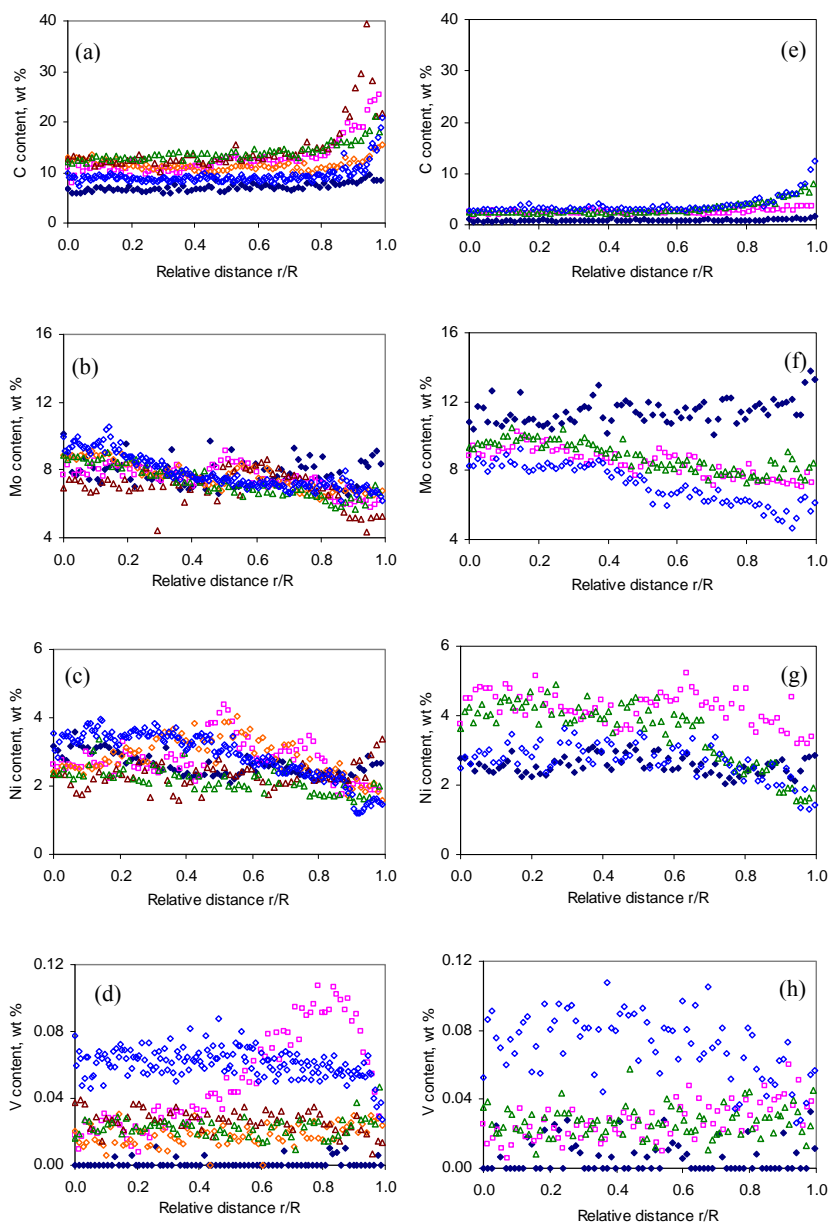 (a)
C content, wt %
40
30
20
10
0
0.0 0.2 0.4 0.6 0.8 1.0
Relative distance r/R
(e)
C content, wt %
40
30
20
10
0
0.0 0.2 0.4 0.6 0.8 1.0
Relative distance r/R
(b)
Mo content, wt %
16
12
8
4
0.0 0.2 0.4 0.6 0.8 1.0
Relative distance r/R
(f)
Mo content, wt %
16
12
8
4
0.0 0.2 0.4 0.6 0.8 1.0
Relative distance r/R
(c)
Ni content, wt %
6
4
2
0
0.0 0.2 0.4 0.6 0.8 1.0
Relative distance r/R
(g)
Ni content, wt %
6
4
2
0
0.0 0.2 0.4 0.6 0.8 1.0
Relative distance r/R
(d)
V content, wt %
0.12
0.08
0.04
0.00
0.0 0.2 0.4 0.6 0.8 1.0
Relative distance r/R
(h)
V content, wt %
0.12
0.08
0.04
0.00
0.0 0.2 0.4 0.6 0.8 1.0
Relative distance r/R